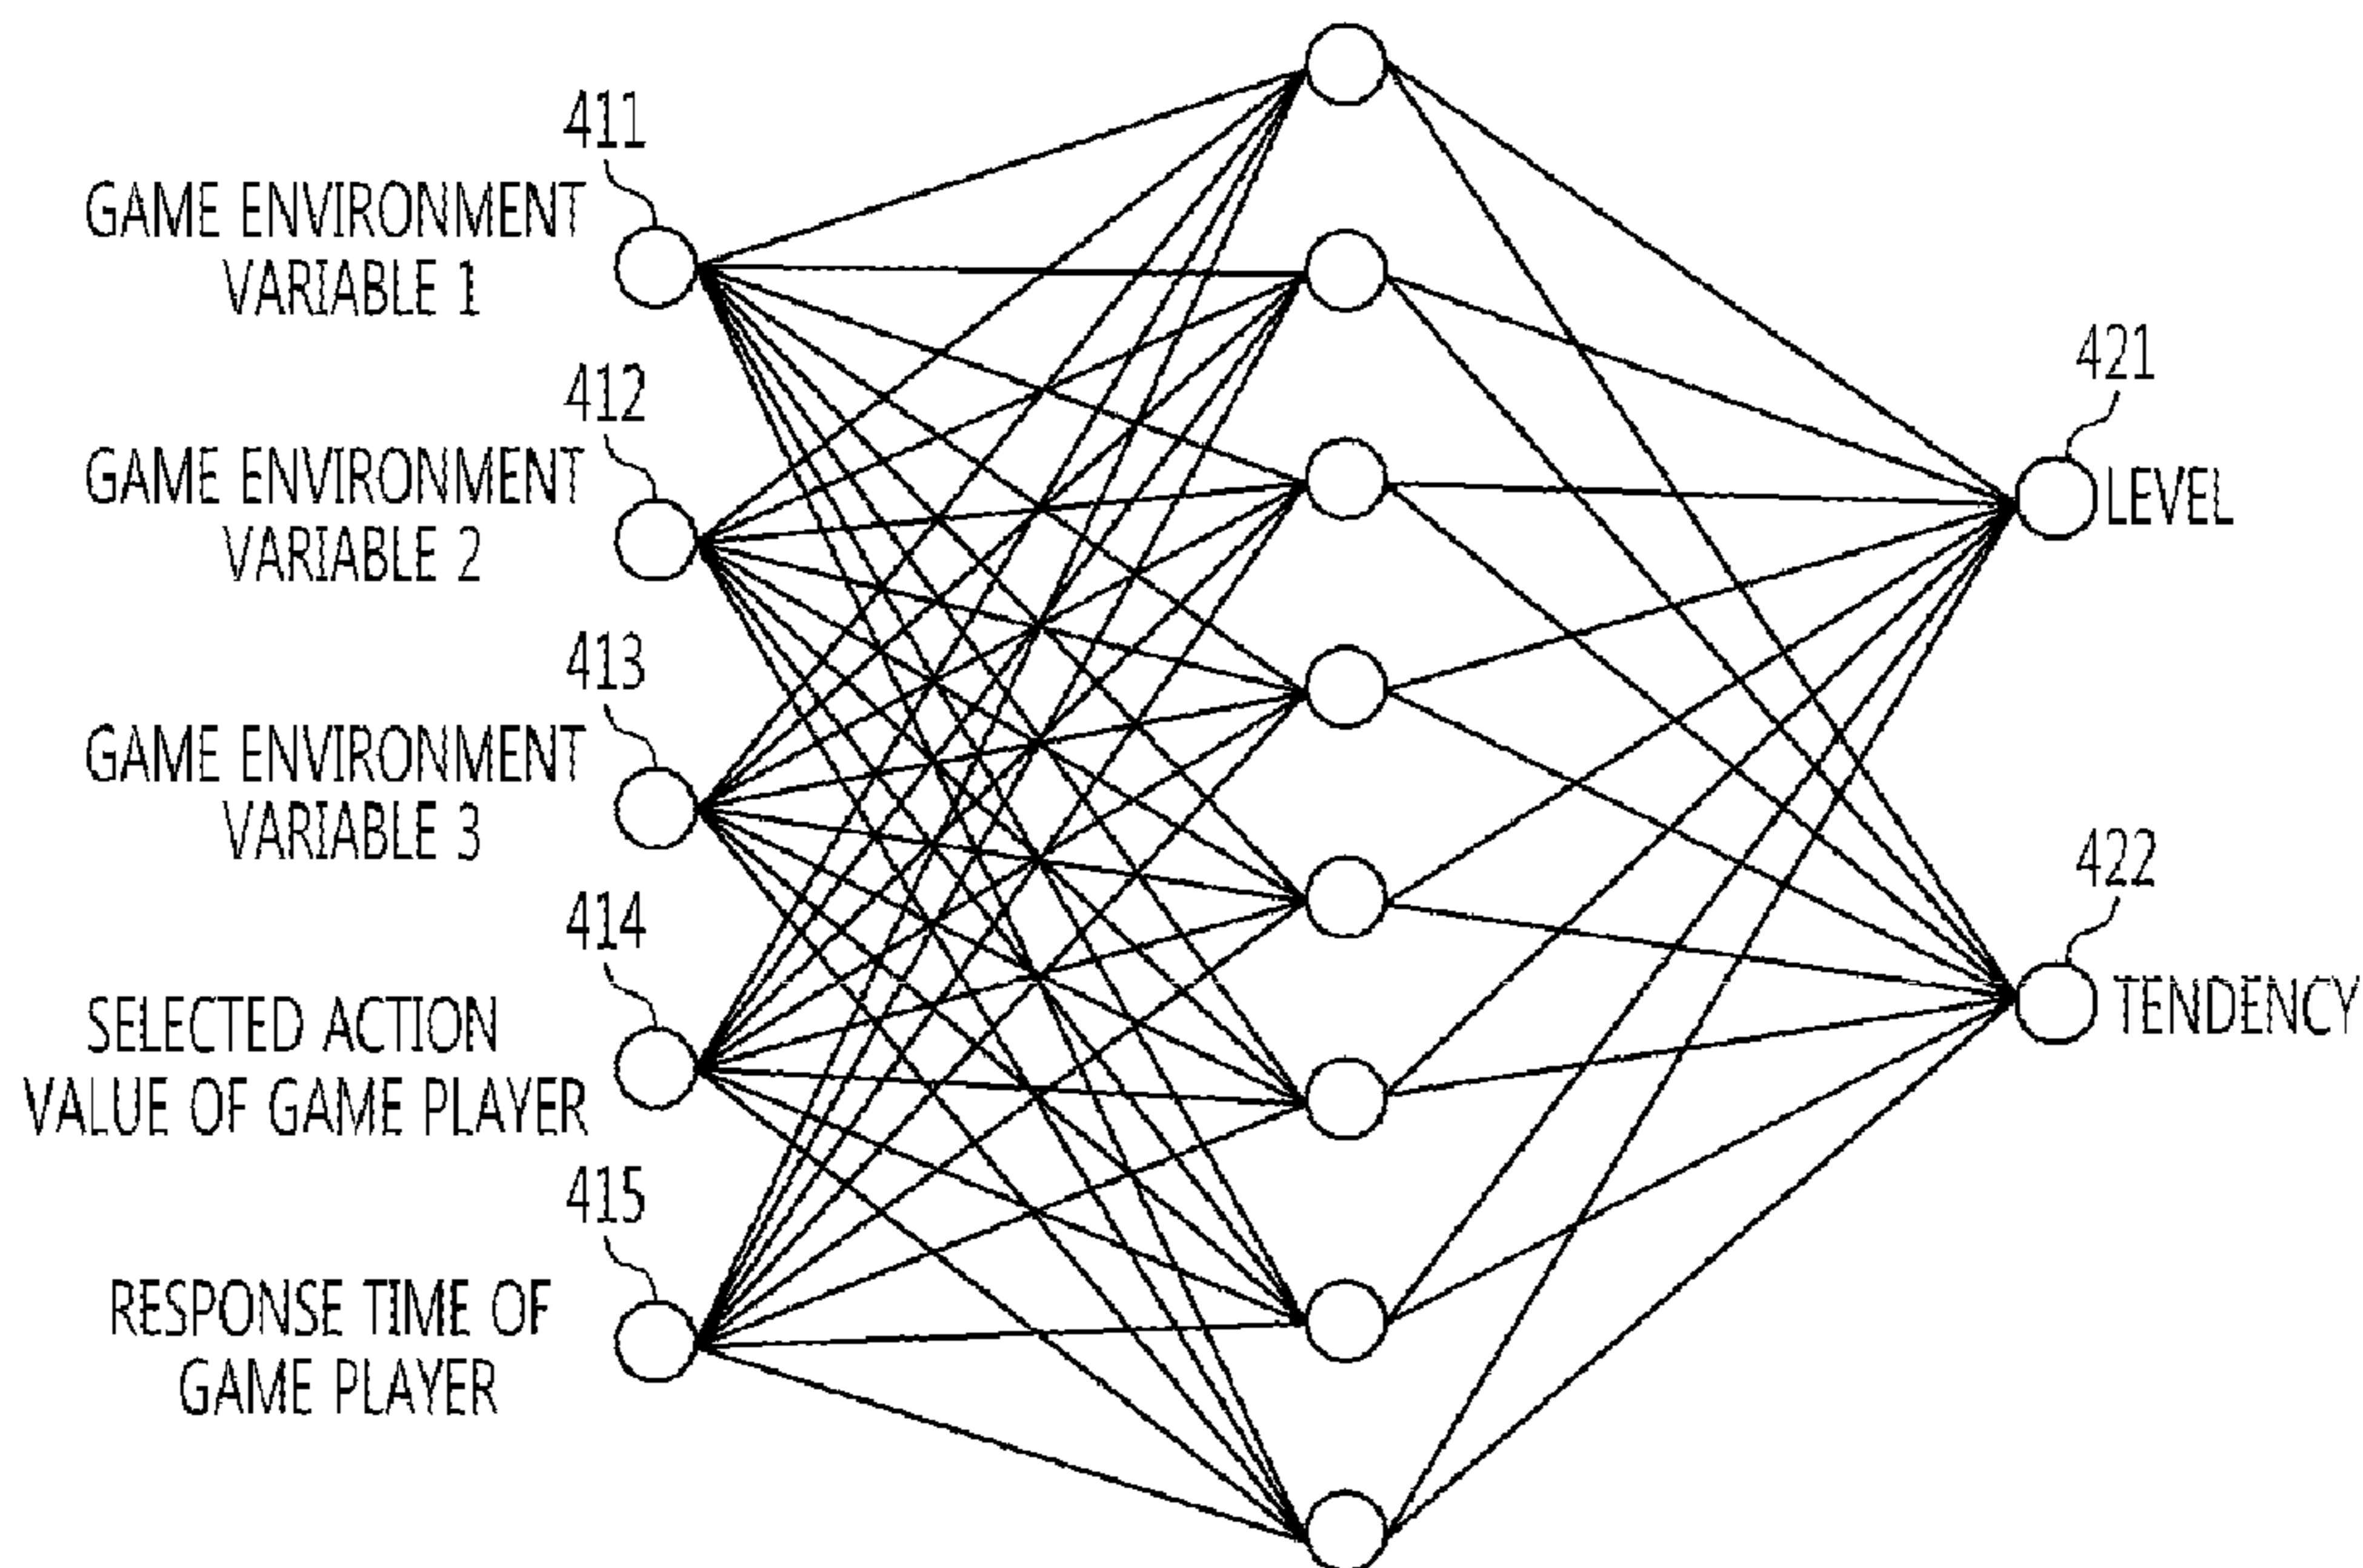 411
GAME ENVIRONMENT
VARIABLE 1
412
GAME ENVIRONMENT
VARIABLE 2
413
GAME ENVIRONMENT
VARIABLE 3
414
SELECTED ACTION
VALUE OF GAME PLAYER
415
RESPONSE TIME OF
GAME PLAYER
421
LEVEL
422
TENDENCY